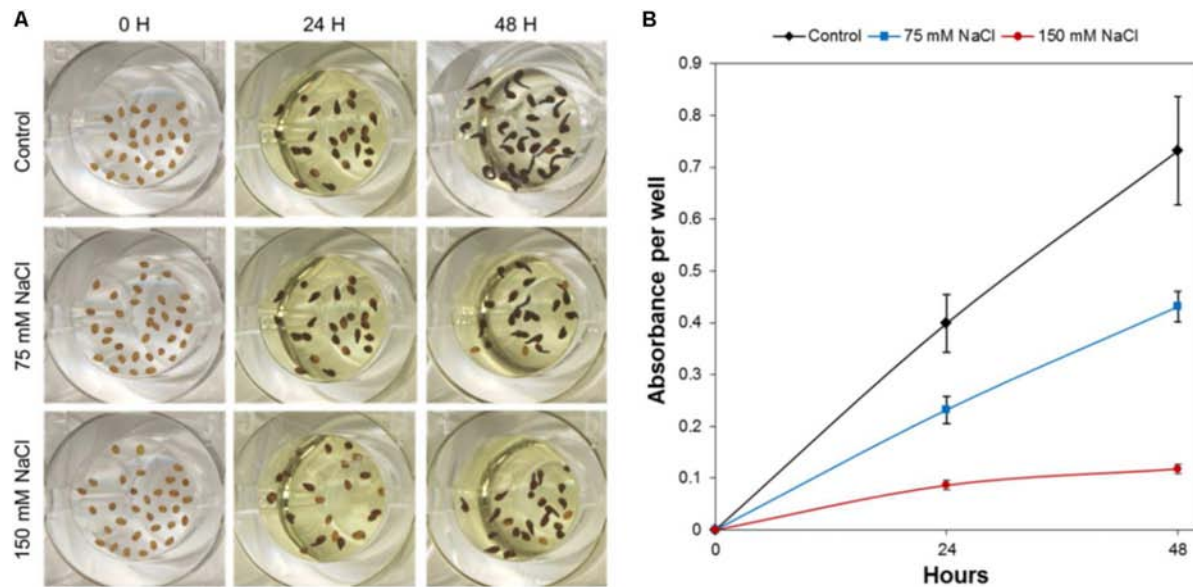 A
0 H
24 H
48 H
Control
75 mM NaCl
150 mM NaCl
B
Control
75 mM NaCl
150 mM NaCl
Absorbance per well
0.9
0.8
0.7
0.6
0.5
0.4
0.3
0.2
0.1
0
0
24
48
Hours